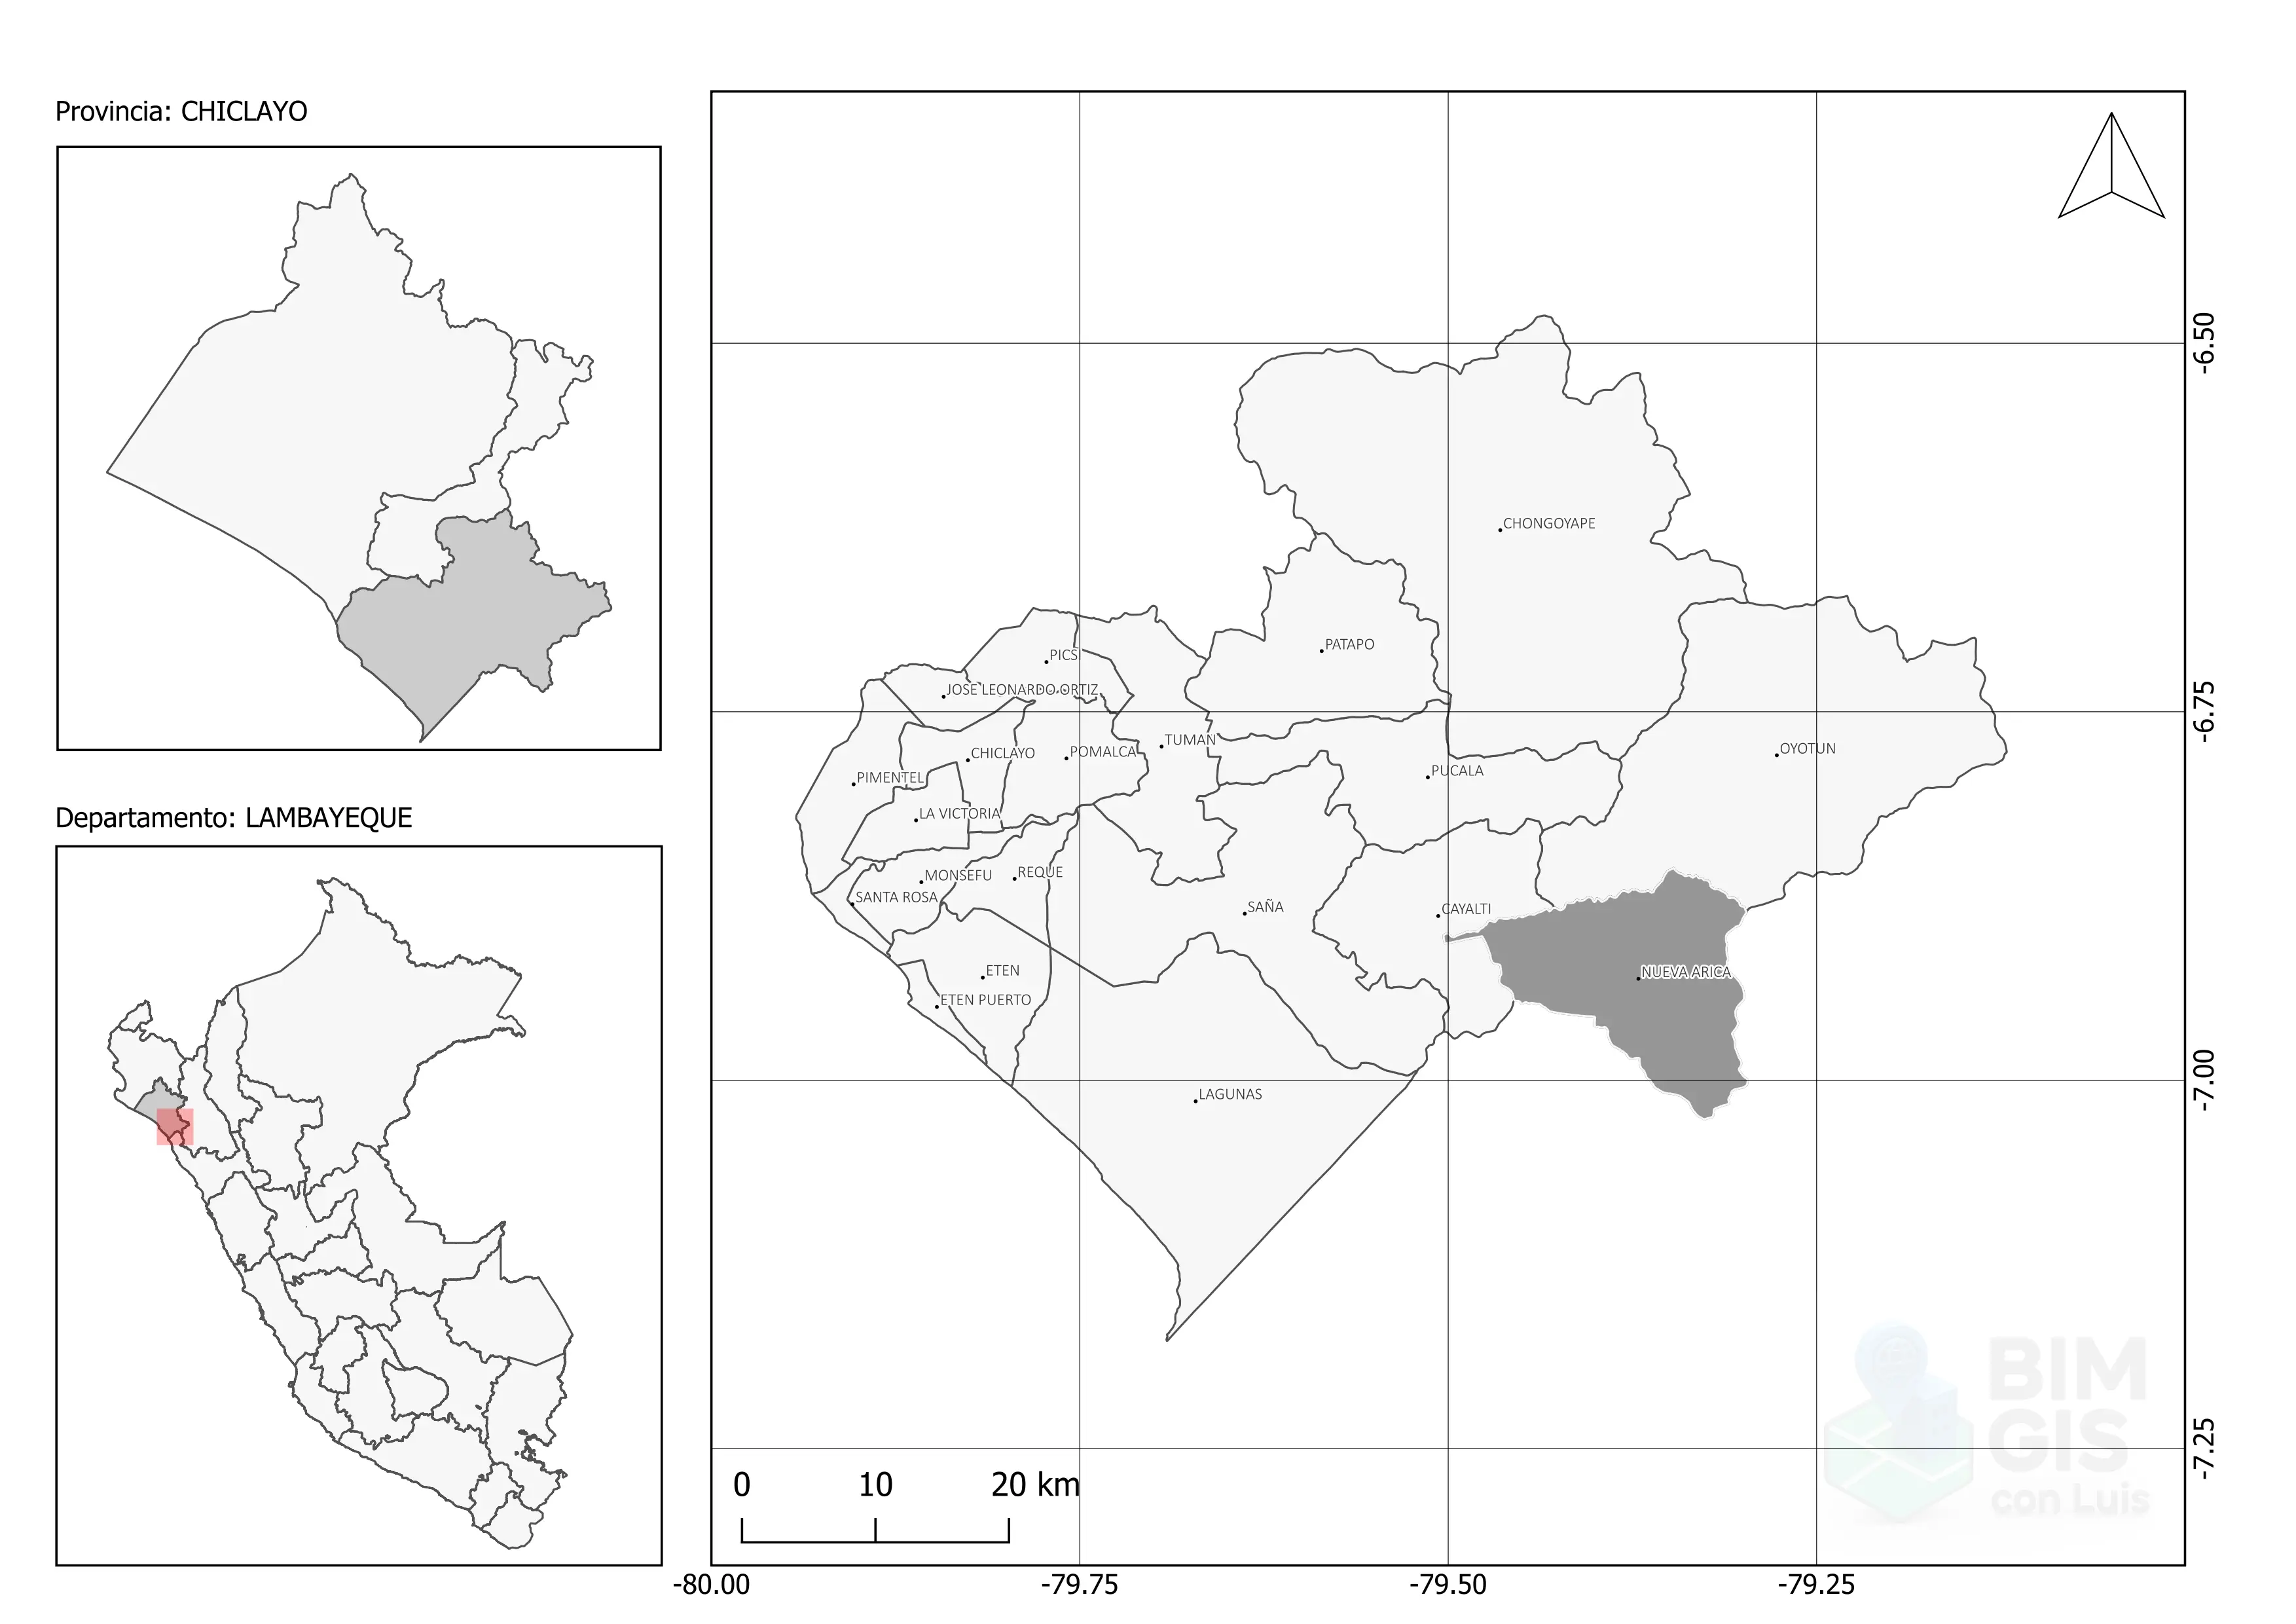 Provincia: CHICLAYO
Departamento: LAMBAYEQUE
CHONGOYAPE
PATAPO
PICSI
JOSE LEONARDO ORTIZ
TUMAN
OYOTUN
CHICLAYO
POMALCA
PUCALA
PIMENTEL
LA VICTORIA
REQUE
MONSEFU
SANTA ROSA
SAÑA
CAYALTI
ETEN
NUEVA ARICA
ETEN PUERTO
LAGUNAS
-6.50
-6.75
-7.00
-7.25
0 10 20 km
-80.00 -79.75 -79.50 -79.25
BIM
GIS
con Luis